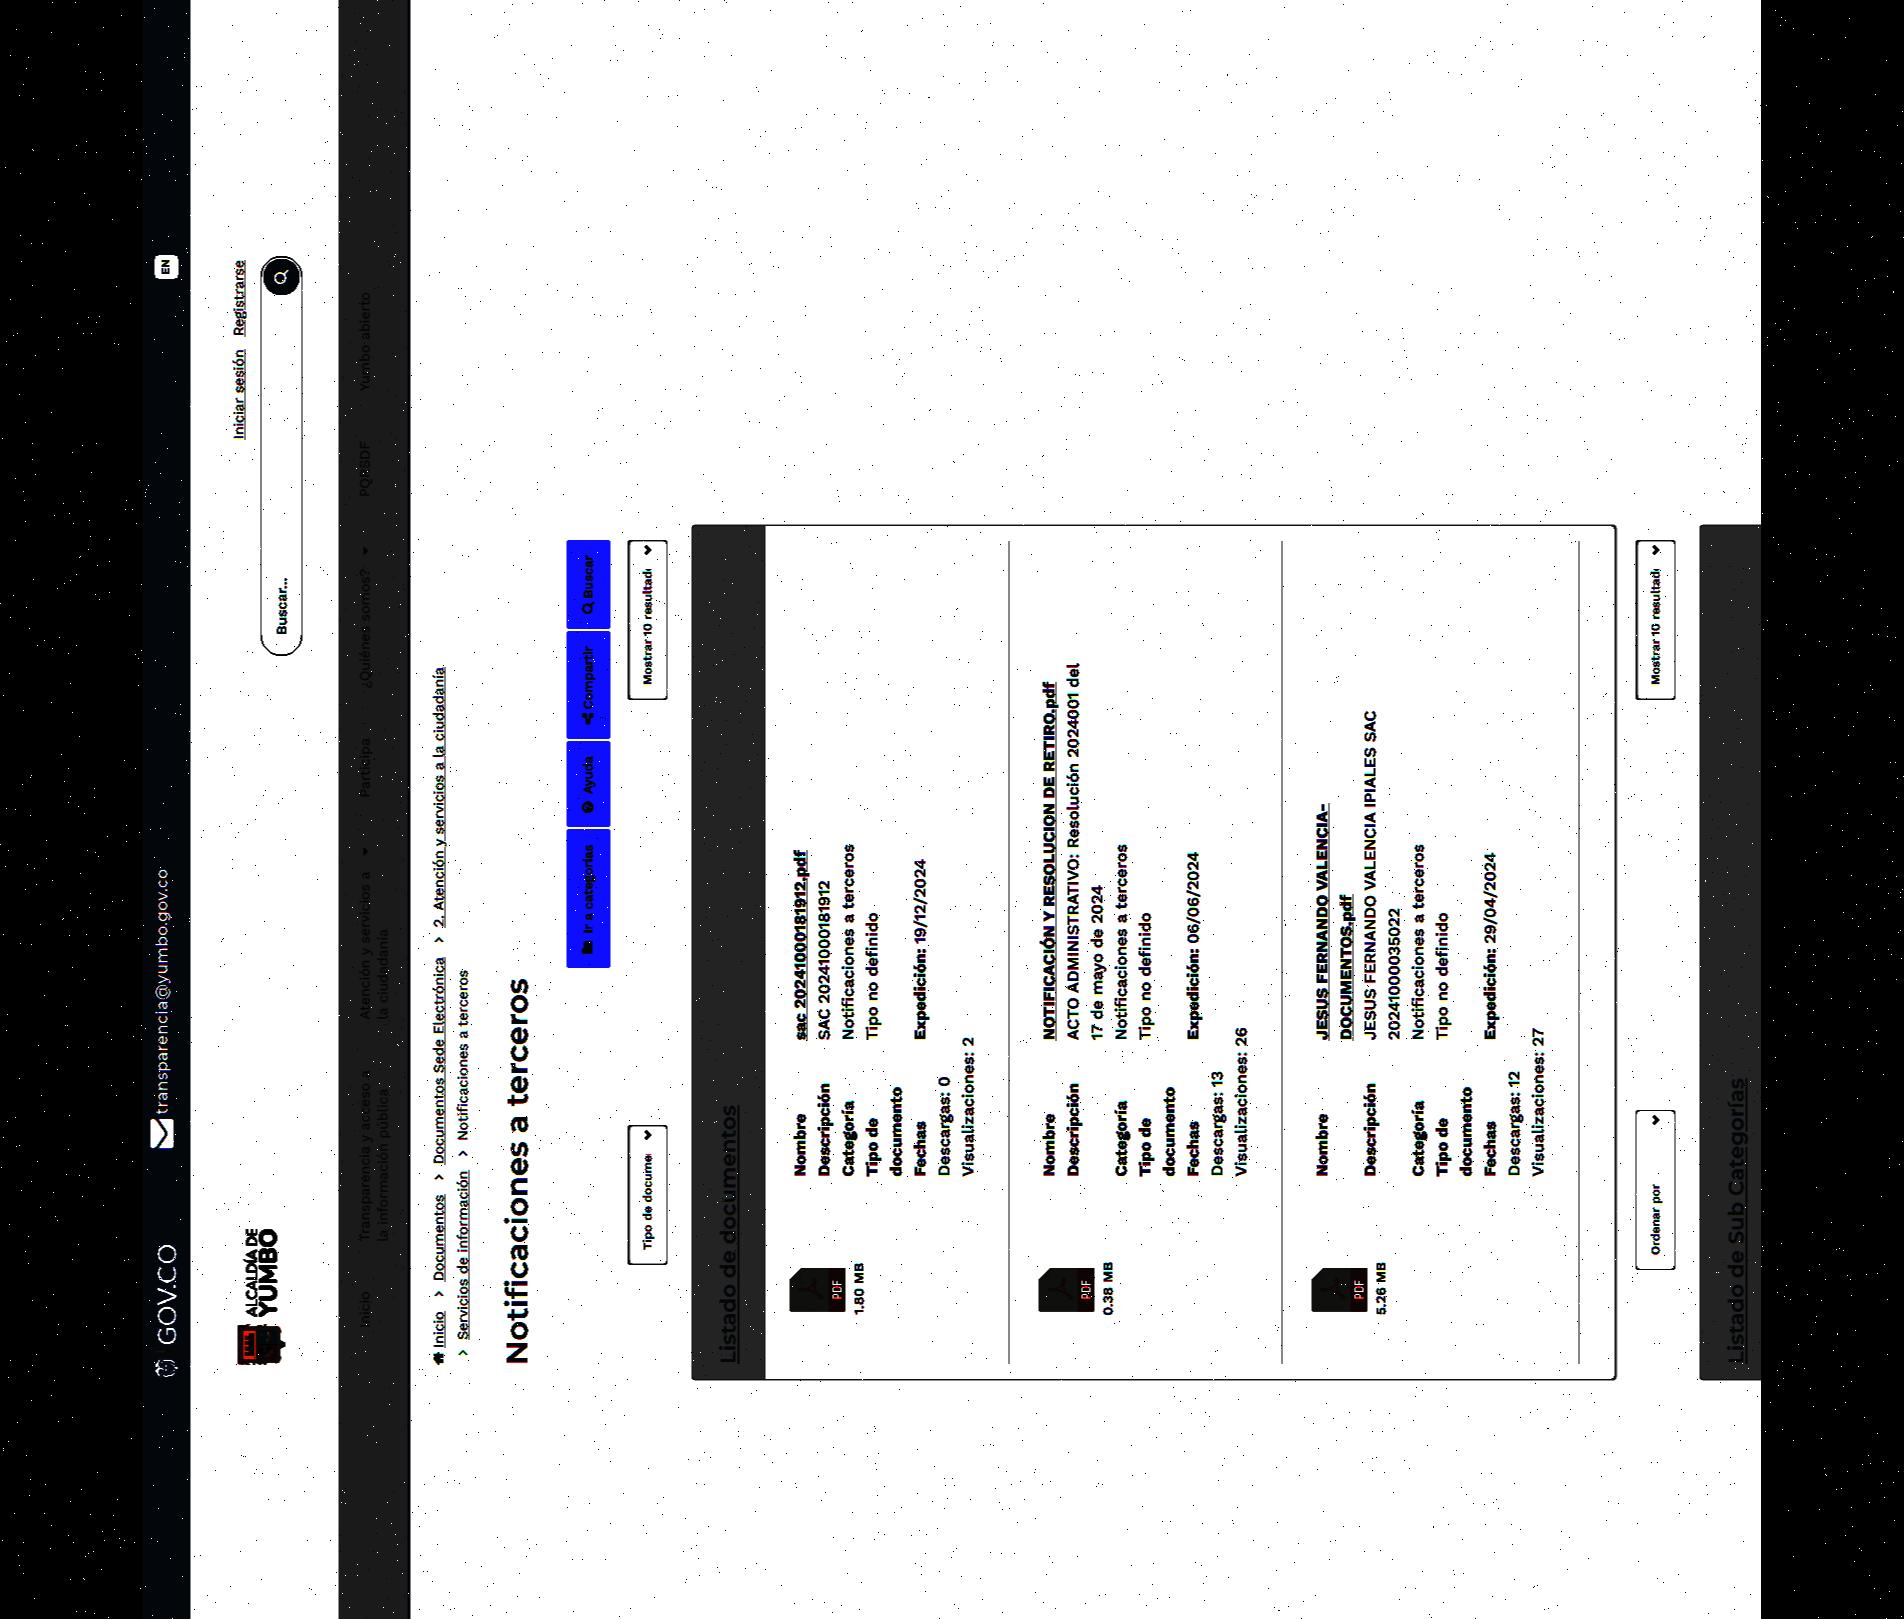 GOV.CO
transparencia@yumbo.gov.co
EN
ALCALDÍA DE
YUMBO
Iniciar sesión Registrarse
Buscar...
Inicio
Transparencia y acceso a
la información pública
Atención y servicios a
la ciudadanía
Participa
¿Quiénes somos?
PQRSDF
Yumbo abierto
Inicio > Documentos > Documentos Sede Electrónica > 2. Atención y servicios a la ciudadanía
> Servicios de información > Notificaciones a terceros
Notificaciones a terceros
Ir a categorías
Ayuda
Compartir
Buscar
Tipo de docume
Mostrar 10 resultad
Listado de documentos
PDF
1.80 MB
Nombre sac 202410000181912.pdf
Descripción SAC 202410000181912
Categoría Notificaciones a terceros
Tipo de Tipo no definido
documento
Fechas Expedición: 19/12/2024
Descargas: 0
Visualizaciones: 2
PDF
0.38 MB
Nombre NOTIFICACIÓN Y RESOLUCION DE RETIRO.pdf
Descripción ACTO ADMINISTRATIVO: Resolución 2024001 del
17 de mayo de 2024
Categoría Notificaciones a terceros
Tipo de Tipo no definido
documento
Fechas Expedición: 06/06/2024
Descargas: 13
Visualizaciones: 26
PDF
5.26 MB
Nombre JESUS FERNANDO VALENCIA-
DOCUMENTOS.pdf
Descripción JESUS FERNANDO VALENCIA IPIALES SAC
20241000035022
Categoría Notificaciones a terceros
Tipo de Tipo no definido
documento
Fechas Expedición: 29/04/2024
Descargas: 12
Visualizaciones: 27
Ordenar por
Mostrar 10 resultad
Listado de Sub Categorías